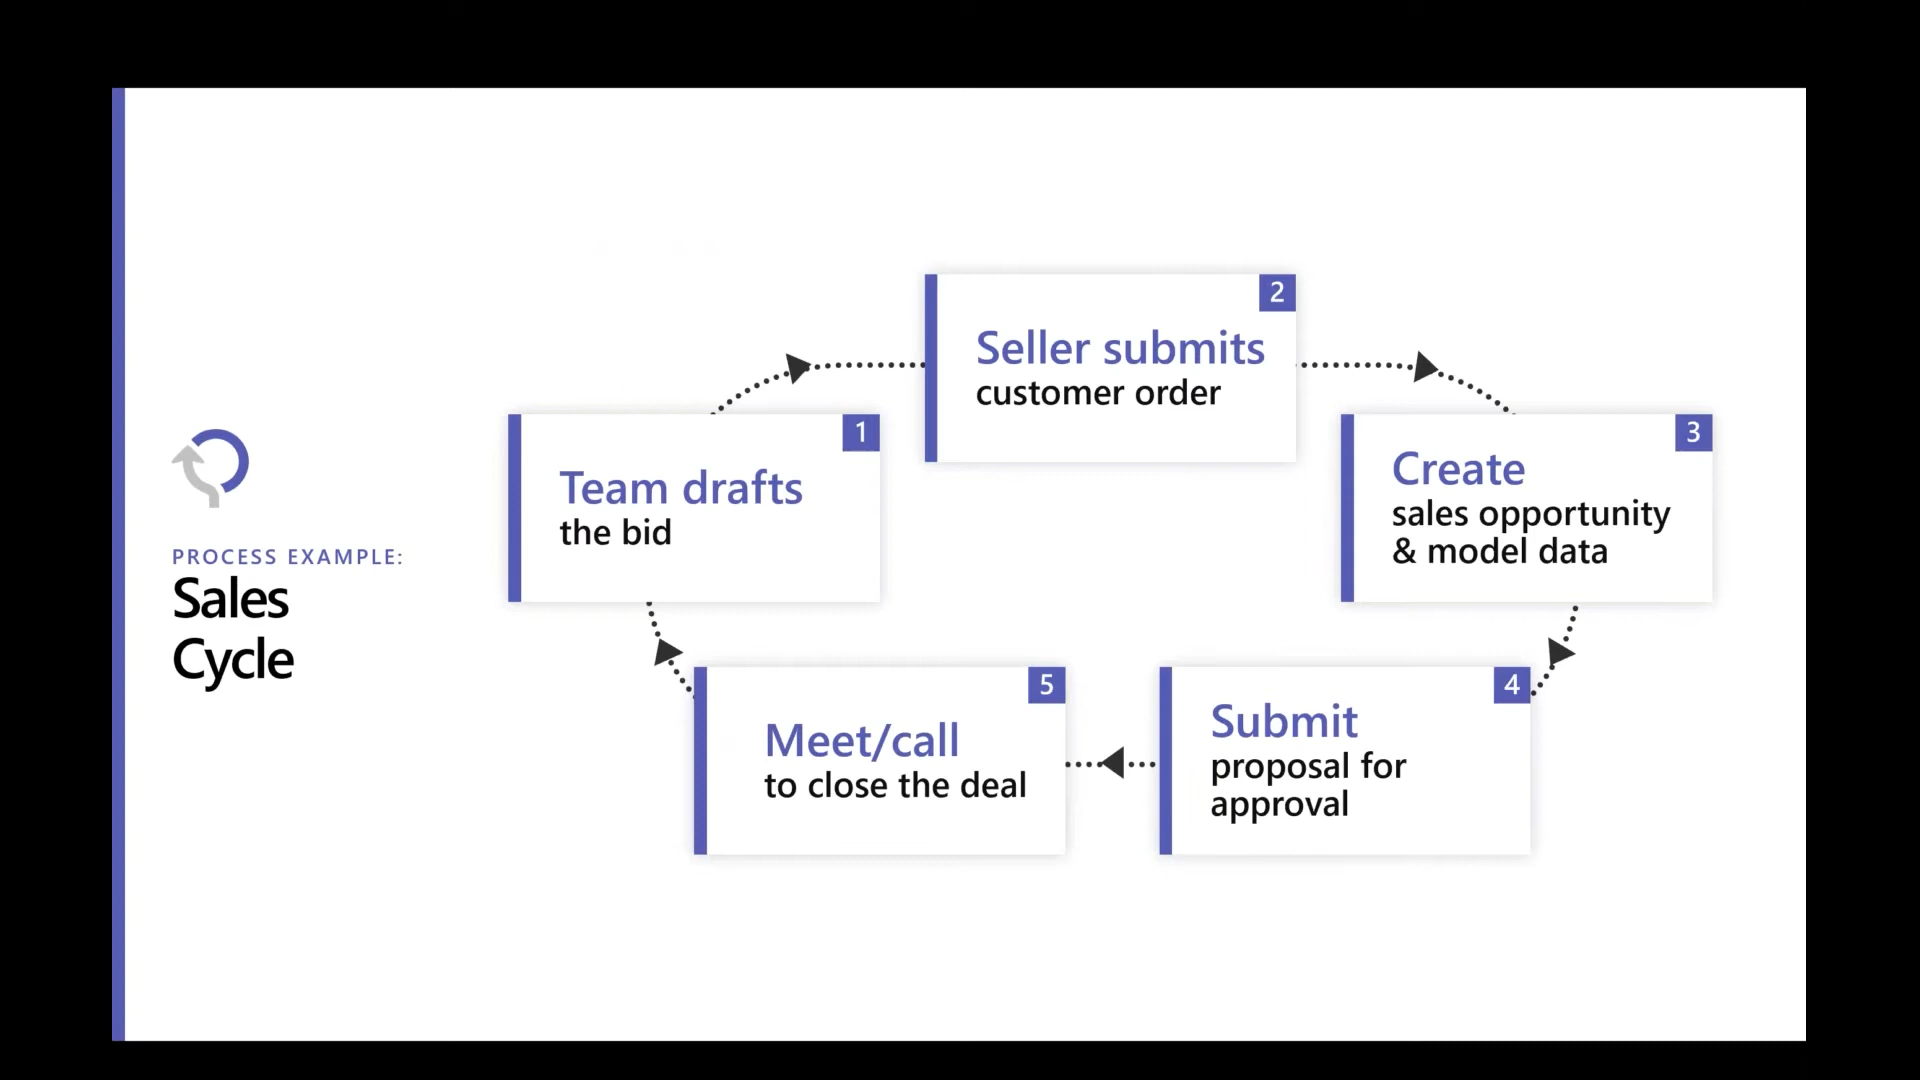 PROCESS EXAMPLE:
Sales
Cycle
1
Team drafts
the bid
2
Seller submits
customer order
3
Create
sales opportunity
& model data
4
Submit
proposal for
approval
5
Meet/call
to close the deal